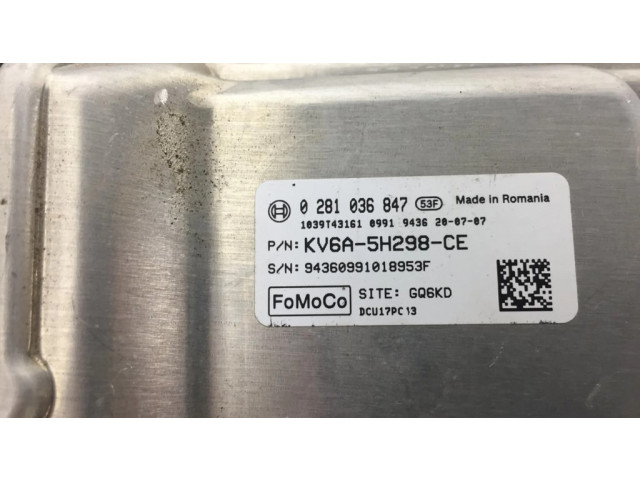 0 281 036 847 53F Made in Romania
1039T43161 0991 9436 20-07-07
P/N: KV6A-5H298-CE
S/N: 94360991018953F
FoMoCo SITE: GQ6KD
DCU17PC13